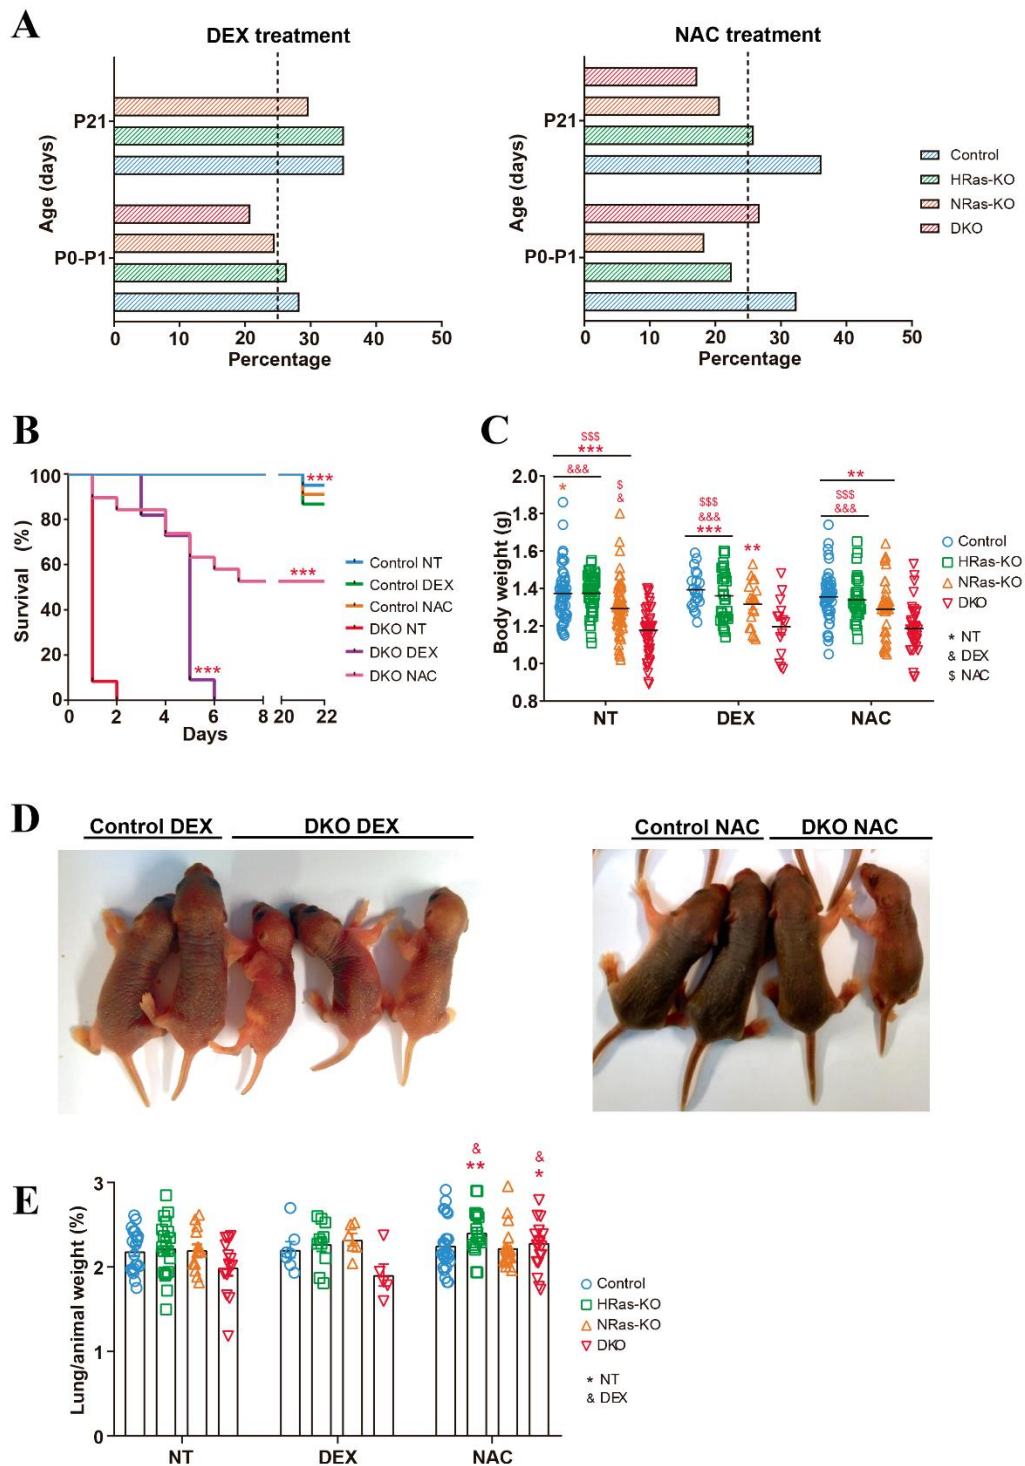 A
DEX treatment
NAC treatment
P21
P0-P1
Age (days)
0 10 20 30 40 50
Percentage
P21
P0-P1
Age (days)
0 10 20 30 40 50
Percentage
Control
HRas-KO
NRas-KO
DKO
B
100
80
60
40
20
0
Survival (%)
0 2 4 6 8 20 22
Days
***
***
***
Control NT
Control DEX
Control NAC
DKO NT
DKO DEX
DKO NAC
C
2.0
1.8
1.6
1.4
1.2
1.0
0.8
Body weight (g)
$$$
***
&&&
*
$
&
$$$
&&&
***
**
**
$$$
&&&
NT DEX NAC
Control
HRas-KO
NRas-KO
DKO
* NT
& DEX
$ NAC
D
Control DEX DKO DEX
Control NAC DKO NAC
E
3
2
1
0
Lung/animal weight (%)
&
**
&
*
NT DEX NAC
Control
HRas-KO
NRas-KO
DKO
* NT
& DEX